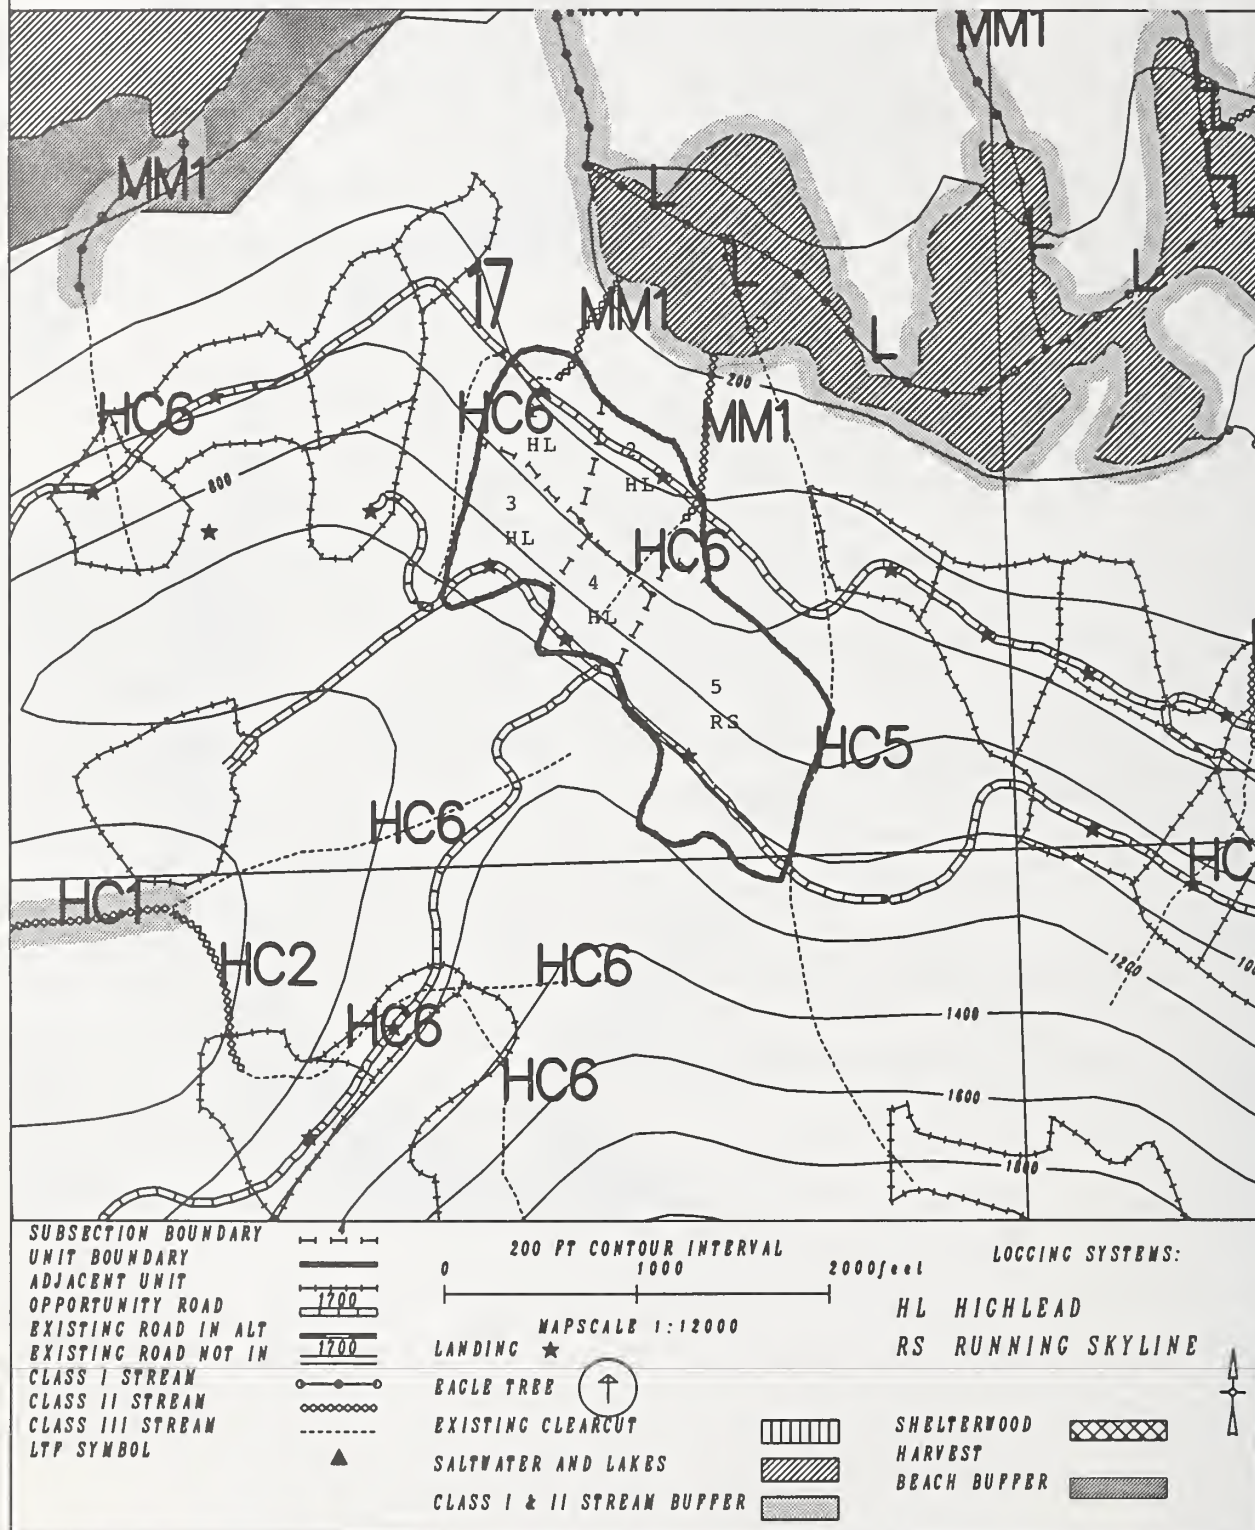 MM1
MM1
L
L
L
L
17
MM1
HC6
HC6
200
MM1
HL
2
HL
800
3
HL
HC6
4
HL
5
RS
HC5
HC6
HC
HC1
HC2
HC6
1200
HC6
1400
HC6
1600
1800
SUBSECTION BOUNDARY
UNIT BOUNDARY
ADJACENT UNIT
OPPORTUNITY ROAD 1700
EXISTING ROAD IN ALT
EXISTING ROAD NOT IN 1700
CLASS I STREAM
CLASS II STREAM
CLASS III STREAM
LTF SYMBOL
200 FT CONTOUR INTERVAL
0 1000 2000feet
MAPSCALE 1:12000
LANDING
EAGLE TREE
EXISTING CLEARCUT
SALTWATER AND LAKES
CLASS I & II STREAM BUFFER
LOGGING SYSTEMS:
HL HIGHLEAD
RS RUNNING SKYLINE
SHELTERWOOD
HARVEST
BEACH BUFFER